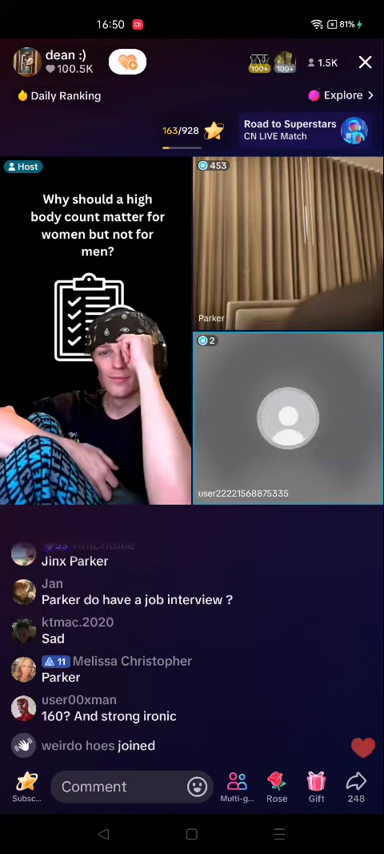 16:50
81%
dean :)
100.5K
100+
100+
1.5K
Daily Ranking
Explore >
163/928
Road to Superstars
CN LIVE Match
Host
Why should a high
body count matter for
women but not for
men?
453
Parker
2
user22221568875335
Jinx Parker
Jan
Parker do have a job interview ?
ktmac.2020
Sad
11 Melissa Christopher
Parker
user00xman
160? And strong ironic
weirdo hoes joined
Comment
Subsc...
Multi-g...
Rose
Gift
248